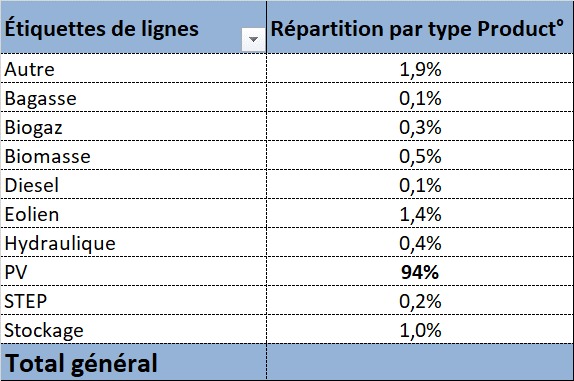 Étiquettes de lignes Répartition par type Product°
Autre 1,9%
Bagasse 0,1%
Biogaz 0,3%
Biomasse 0,5%
Diesel 0,1%
Eolien 1,4%
Hydraulique 0,4%
PV 94%
STEP 0,2%
Stockage 1,0%
Total général